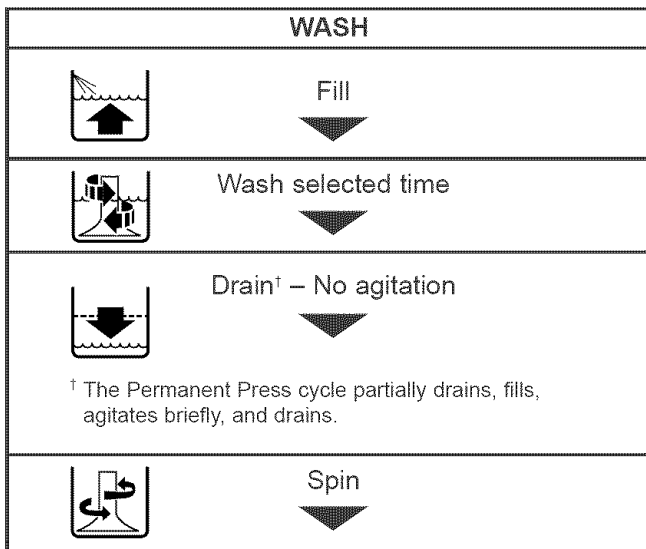 WASH
Fill
Wash selected time
Drain† – No agitation
† The Permanent Press cycle partially drains, fills,
agitates briefly, and drains.
Spin